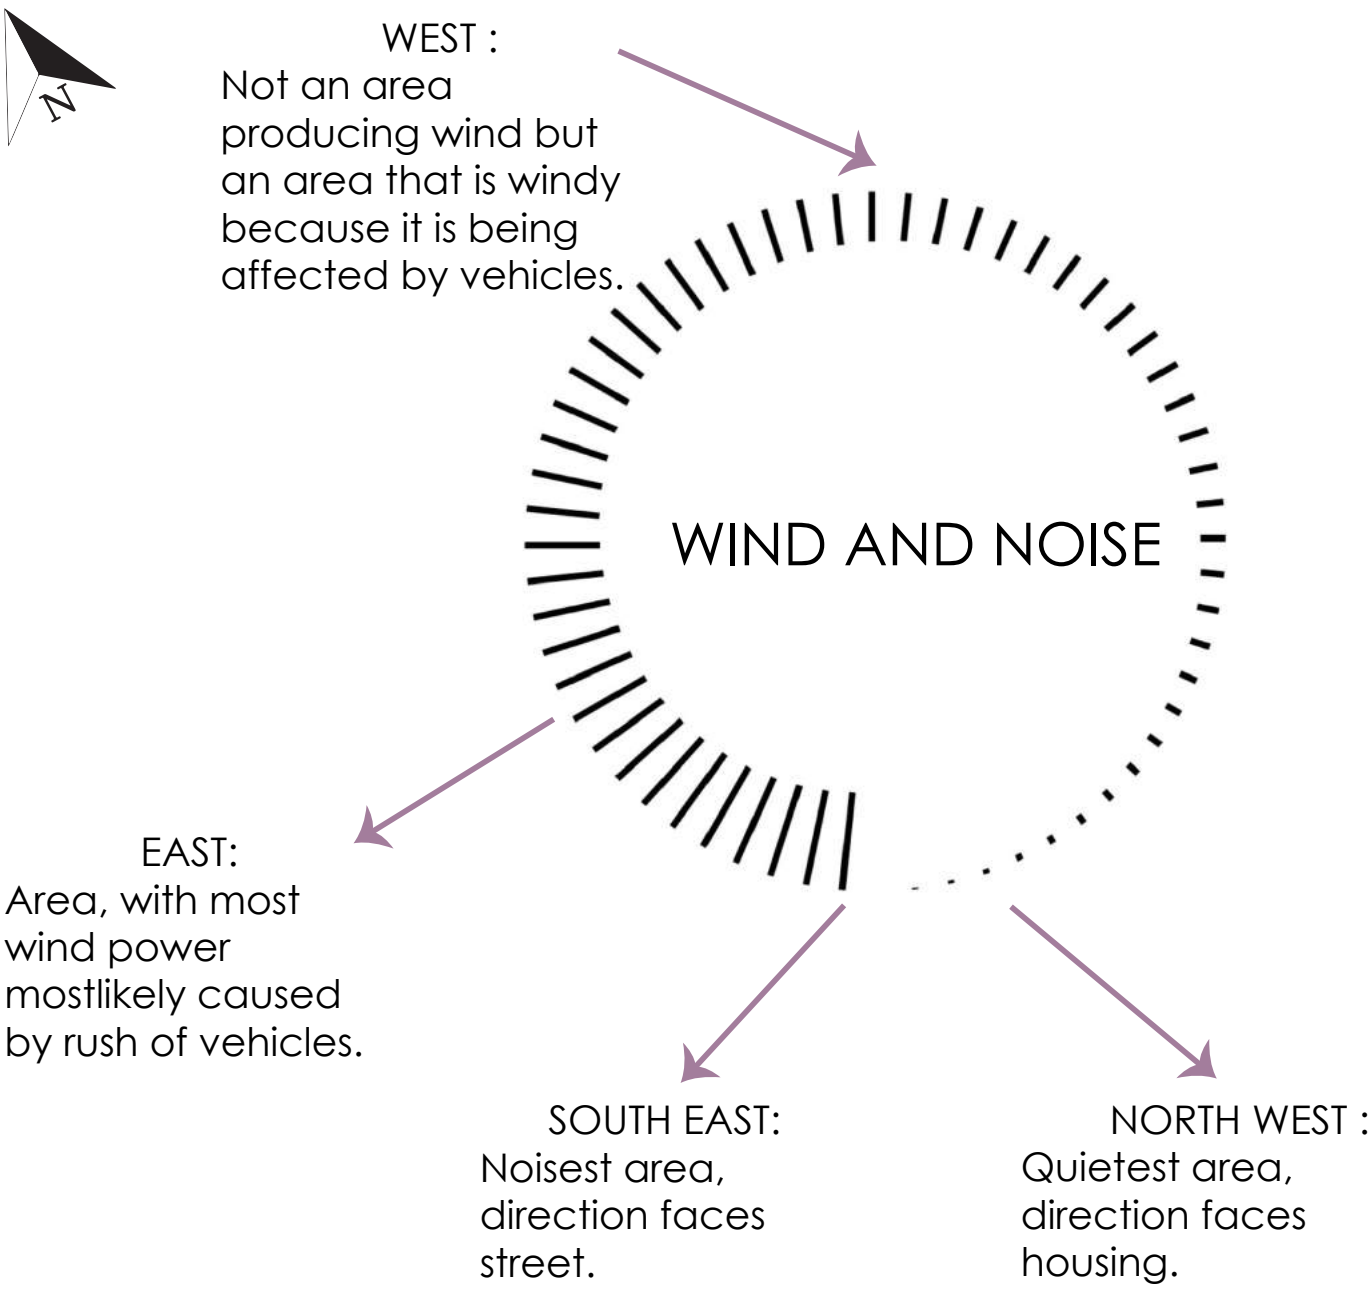 N
WEST :
Not an area
producing wind but
an area that is windy
because it is being
affected by vehicles.
WIND AND NOISE
EAST:
Area, with most
wind power
mostlikely caused
by rush of vehicles.
SOUTH EAST:
Noisest area,
direction faces
street.
NORTH WEST :
Quietest area,
direction faces
housing.